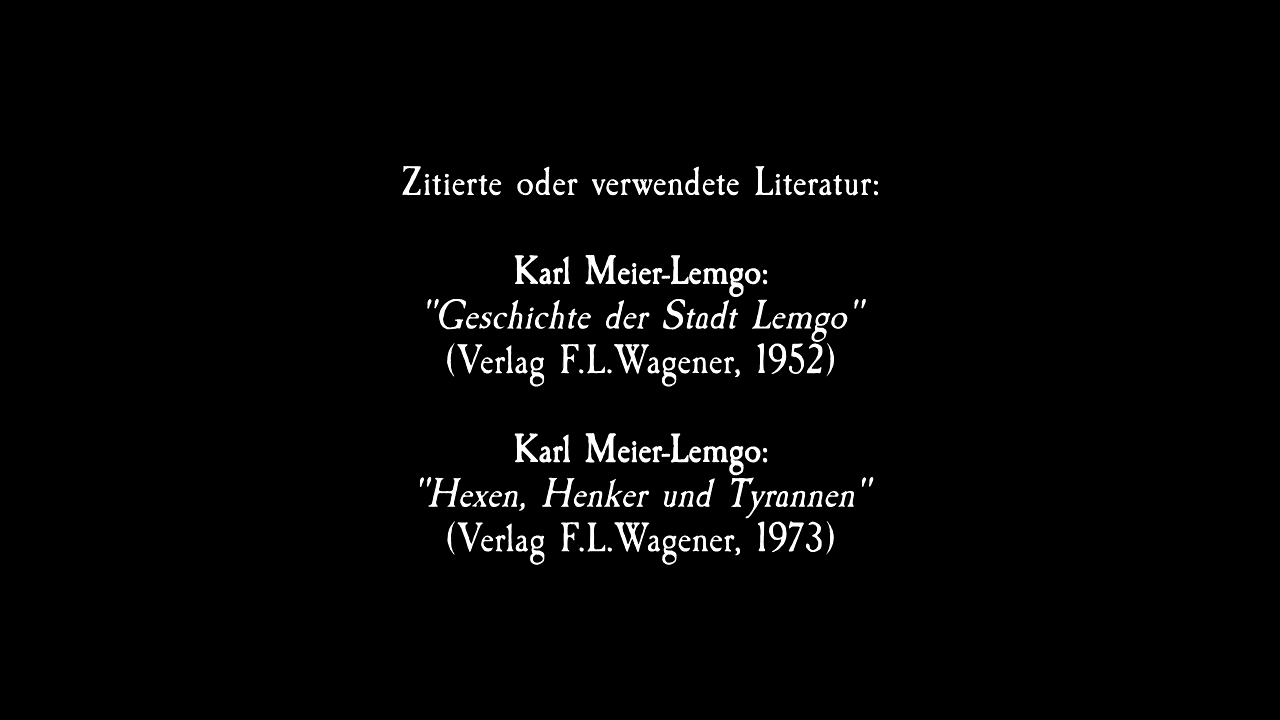 Zitierte oder verwendete Literatur:
Karl Meier-Lemgo:
"Geschichte der Stadt Lemgo"
(Verlag F.L.Wagener, 1952)
Karl Meier-Lemgo:
"Hexen, Henker und Tyrannen"
(Verlag F.L.Wagener, 1973)